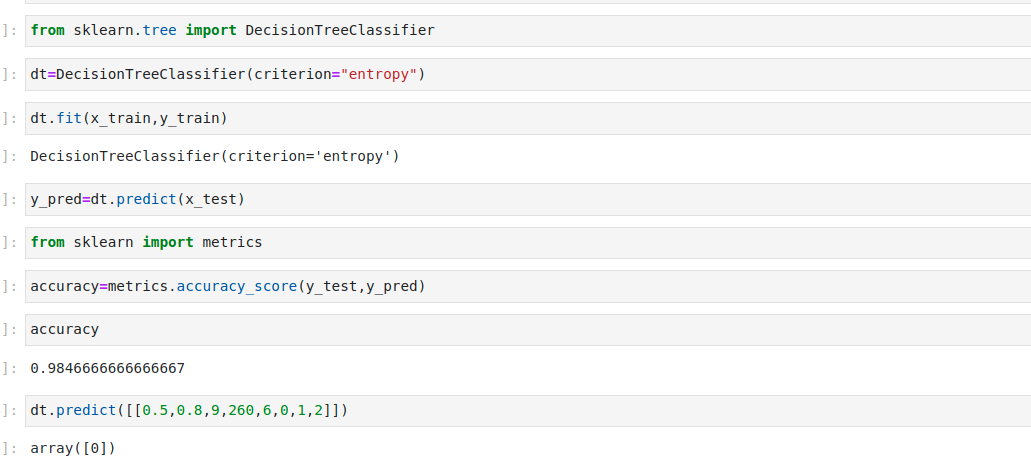 ]: from sklearn.tree import DecisionTreeClassifier
]: dt=DecisionTreeClassifier(criterion="entropy")
]: dt.fit(x_train,y_train)
]: DecisionTreeClassifier(criterion='entropy')
]: y_pred=dt.predict(x_test)
]: from sklearn import metrics
]: accuracy=metrics.accuracy_score(y_test,y_pred)
]: accuracy
]: 0.9846666666666667
]: dt.predict([[0.5,0.8,9,260,6,0,1,2]])
]: array([0])